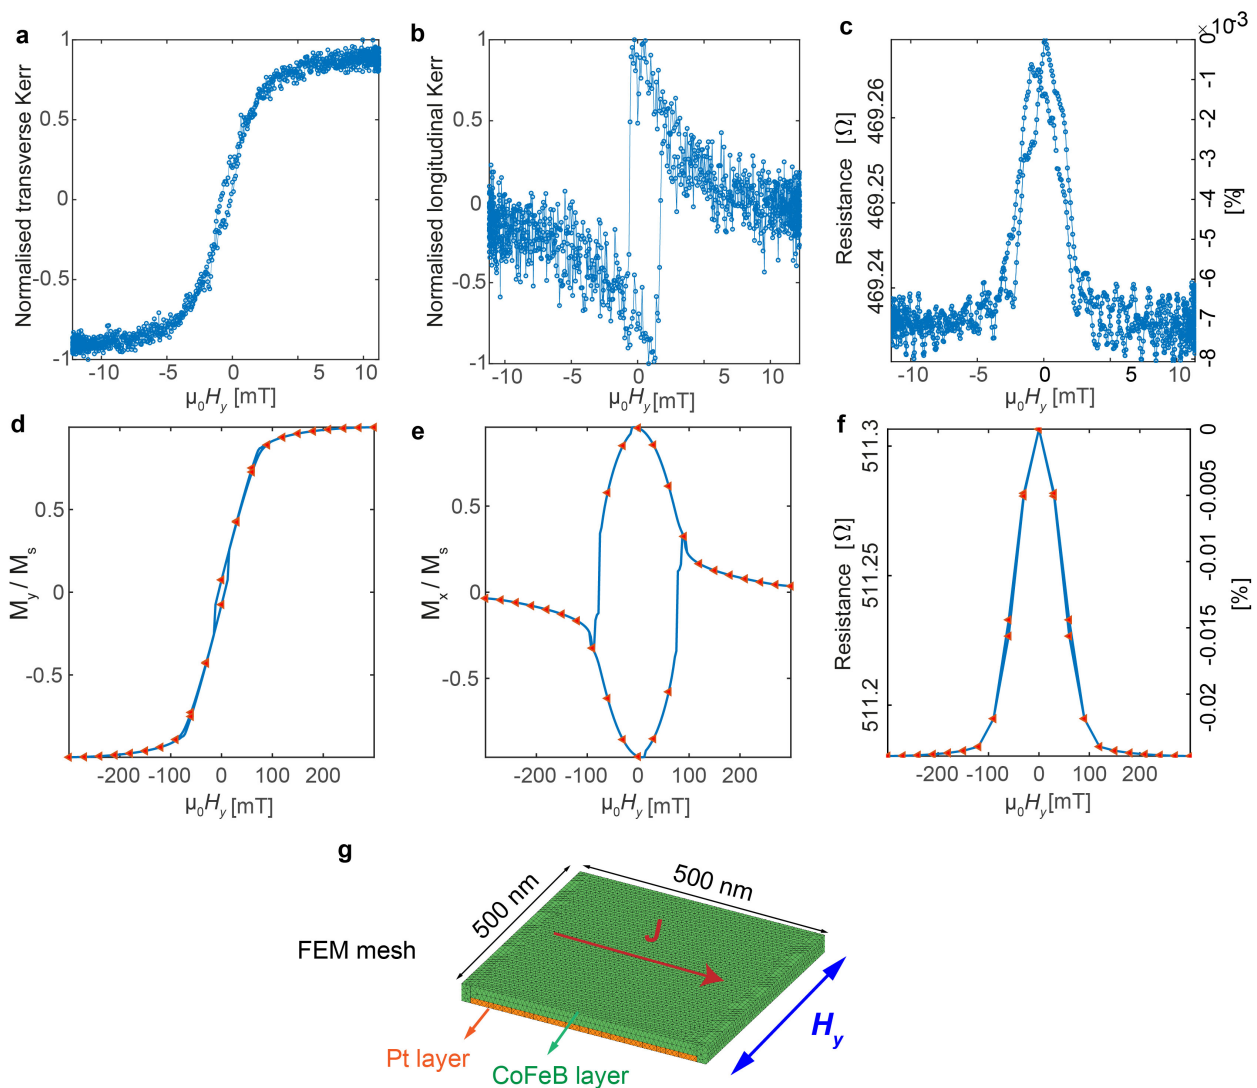 a
1
0.5
0
-0.5
-1
-10
-5
0
5
10
Normalised transverse Kerr
μ₀Hy [mT]
b
1
0.5
0
-0.5
-1
-10
-5
0
5
10
Normalised longitudinal Kerr
μ₀Hy [mT]
c
469.26
469.25
469.24
Resistance [Ω]
×10⁻³
0
-1
-2
-3
-4
-5
-6
-7
-8
[%]
-10
-5
0
5
10
μ₀Hy [mT]
d
0.5
0
-0.5
My / Ms
-200
-100
0
100
200
μ₀Hy [mT]
e
0.5
0
-0.5
Mx / Ms
-200
-100
0
100
200
μ₀Hy [mT]
f
511.3
511.25
511.2
Resistance [Ω]
0
-0.005
-0.01
-0.015
-0.02
[%]
-200
-100
0
100
200
μ₀Hy [mT]
g
500 nm
500 nm
J
FEM mesh
Hy
Pt layer
CoFeB layer